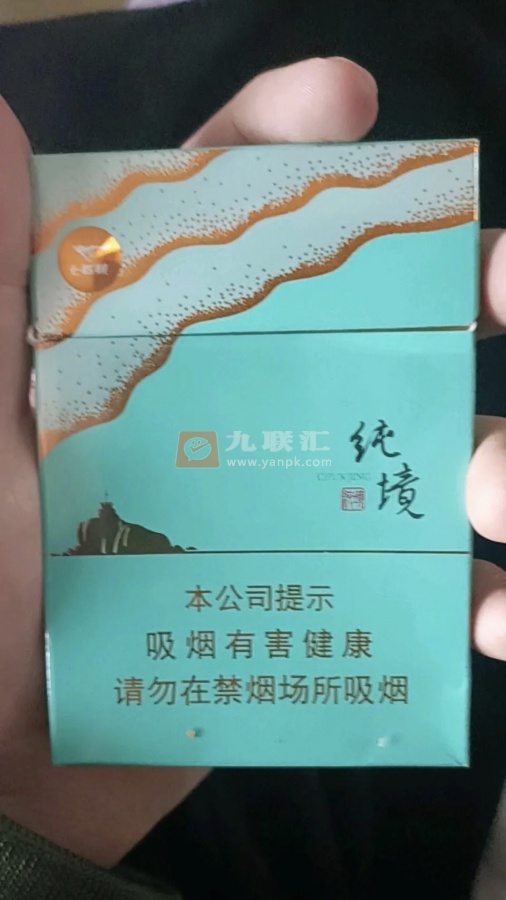 七匹狼
九联汇
www.yanpk.com
纯境
CHUN JING
本公司提示
吸烟有害健康
请勿在禁烟场所吸烟